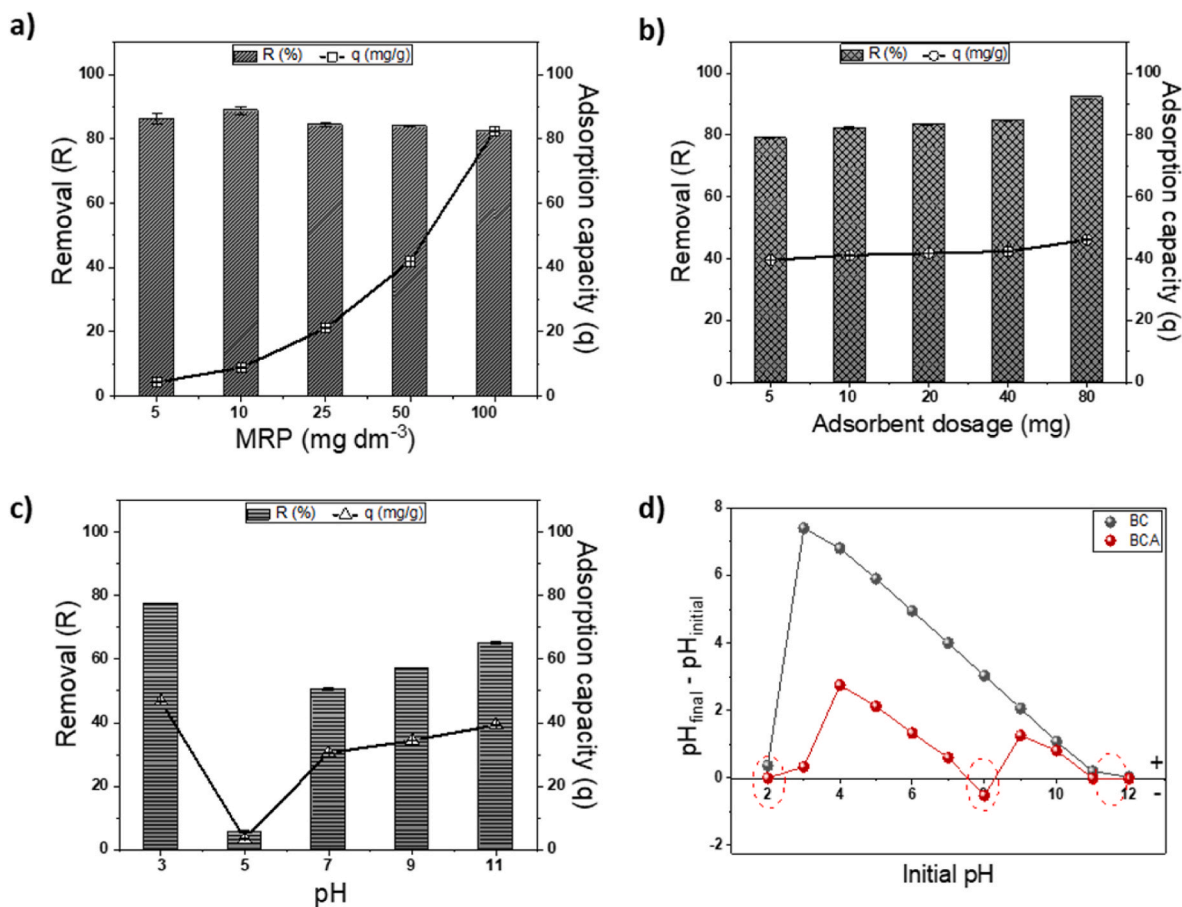 a)
R (%) q (mg/g)
100
80
60
40
20
0
Removal (R)
100
80
60
40
20
0
Adsorption capacity (q)
5 10 25 50 100
MRP (mg dm-3)
b)
R (%) q (mg/g)
100
80
60
40
20
0
Removal (R)
100
80
60
40
20
0
Adsorption capacity (q)
5 10 20 40 80
Adsorbent dosage (mg)
c)
R (%) q (mg/g)
100
80
60
40
20
0
Removal (R)
100
80
60
40
20
0
Adsorption capacity (q)
3 5 7 9 11
pH
d)
BC
BCA
8
6
4
2
0
-2
pHfinal - pHinitial
+
-
2 4 6 8 10 12
Initial pH